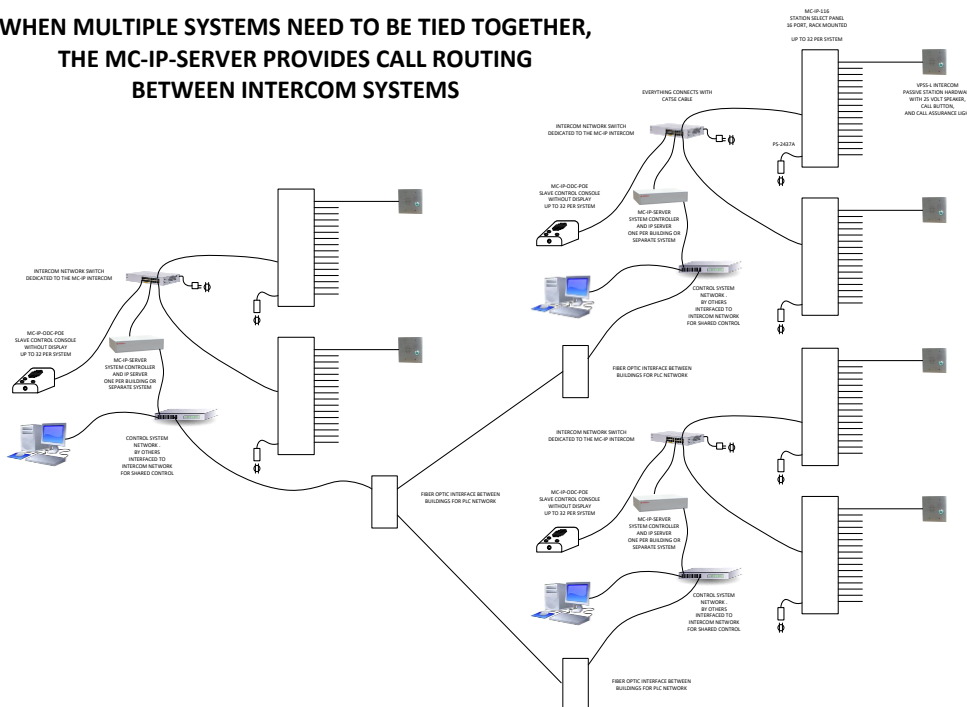 WHEN MULTIPLE SYSTEMS NEED TO BE TIED TOGETHER,
THE MC-IP-SERVER PROVIDES CALL ROUTING
BETWEEN INTERCOM SYSTEMS
MC-IP-116
STATION SELECT PANEL
16 PORT, RACK MOUNTED
UP TO 32 PER SYSTEM
EVERYTHING CONNECTS WITH
CAT5E CABLE
VPSS-L INTERCOM
PASSIVE STATION HARDWA
WITH 25 VOLT SPEAKER,
CALL BUTTON,
AND CALL ASSURANCE LIG
INTERCOM NETWORK SWITCH
DEDICATED TO THE MC-IP INTERCOM
PS-2437A
MC-IP-ODC-POE
SLAVE CONTROL CONSOLE
WITHOUT DISPLAY
UP TO 32 PER SYSTEM
MC-IP-SERVER
SYSTEM CONTROLLER
AND IP SERVER
ONE PER BUILDING OR
SEPARATE SYSTEM
CONTROL SYSTEM
NETWORK .
BY OTHERS
INTERFACED TO
INTERCOM NETWORK
FOR SHARED CONTROL
INTERCOM NETWORK SWITCH
DEDICATED TO THE MC-IP INTERCOM
MC-IP-ODC-POE
SLAVE CONTROL CONSOLE
WITHOUT DISPLAY
UP TO 32 PER SYSTEM
MC-IP-SERVER
SYSTEM CONTROLLER
AND IP SERVER
ONE PER BUILDING OR
SEPARATE SYSTEM
CONTROL SYSTEM
NETWORK .
BY OTHERS
INTERFACED TO
INTERCOM NETWORK
FOR SHARED CONTROL
FIBER OPTIC INTERFACE BETWEEN
BUILDINGS FOR PLC NETWORK
INTERCOM NETWORK SWITCH
DEDICATED TO THE MC-IP INTERCOM
FIBER OPTIC INTERFACE BETWEEN
BUILDINGS FOR PLC NETWORK
MC-IP-ODC-POE
SLAVE CONTROL CONSOLE
WITHOUT DISPLAY
UP TO 32 PER SYSTEM
MC-IP-SERVER
SYSTEM CONTROLLER
AND IP SERVER
ONE PER BUILDING OR
SEPARATE SYSTEM
CONTROL SYSTEM
NETWORK .
BY OTHERS
INTERFACED TO
INTERCOM NETWORK
FOR SHARED CONTROL
FIBER OPTIC INTERFACE BETWEEN
BUILDINGS FOR PLC NETWORK